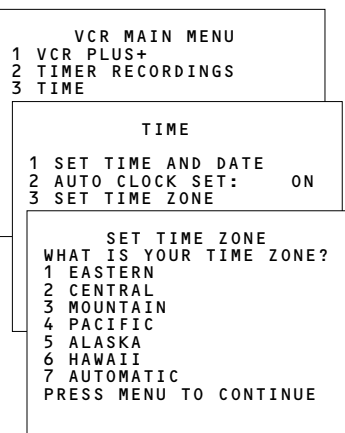 VCR MAIN MENU
1 VCR PLUS+
2 TIMER RECORDINGS
3 TIME
TIME
1 SET TIME AND DATE
2 AUTO CLOCK SET: ON
3 SET TIME ZONE
SET TIME ZONE
WHAT IS YOUR TIME ZONE?
1 EASTERN
2 CENTRAL
3 MOUNTAIN
4 PACIFIC
5 ALASKA
6 HAWAII
7 AUTOMATIC
PRESS MENU TO CONTINUE